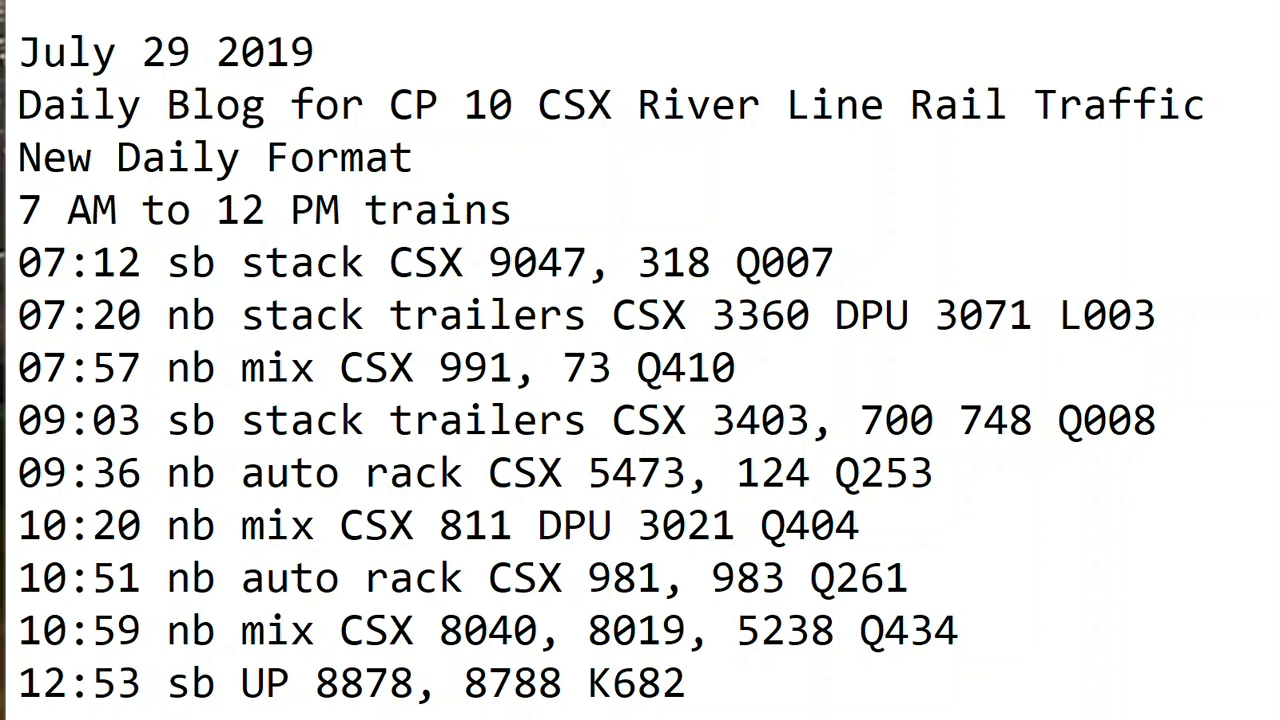 July 29 2019
Daily Blog for CP 10 CSX River Line Rail Traffic
New Daily Format
7 AM to 12 PM trains
07:12 sb stack CSX 9047, 318 Q007
07:20 nb stack trailers CSX 3360 DPU 3071 L003
07:57 nb mix CSX 991, 73 Q410
09:03 sb stack trailers CSX 3403, 700 748 Q008
09:36 nb auto rack CSX 5473, 124 Q253
10:20 nb mix CSX 811 DPU 3021 Q404
10:51 nb auto rack CSX 981, 983 Q261
10:59 nb mix CSX 8040, 8019, 5238 Q434
12:53 sb UP 8878, 8788 K682